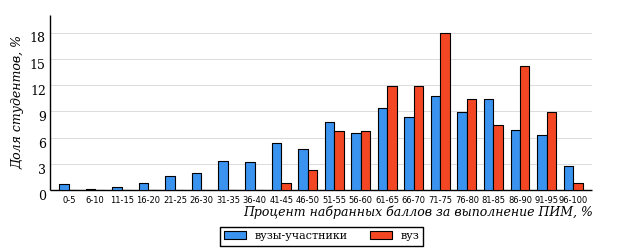 Доля студентов, %
18
15
12
9
6
3
0
0-5 6-10 11-15 16-20 21-25 26-30 31-35 36-40 41-45 46-50 51-55 56-60 61-65 66-70 71-75 76-80 81-85 86-90 91-95 96-100
Процент набранных баллов за выполнение ПИМ, %
вузы-участники вуз